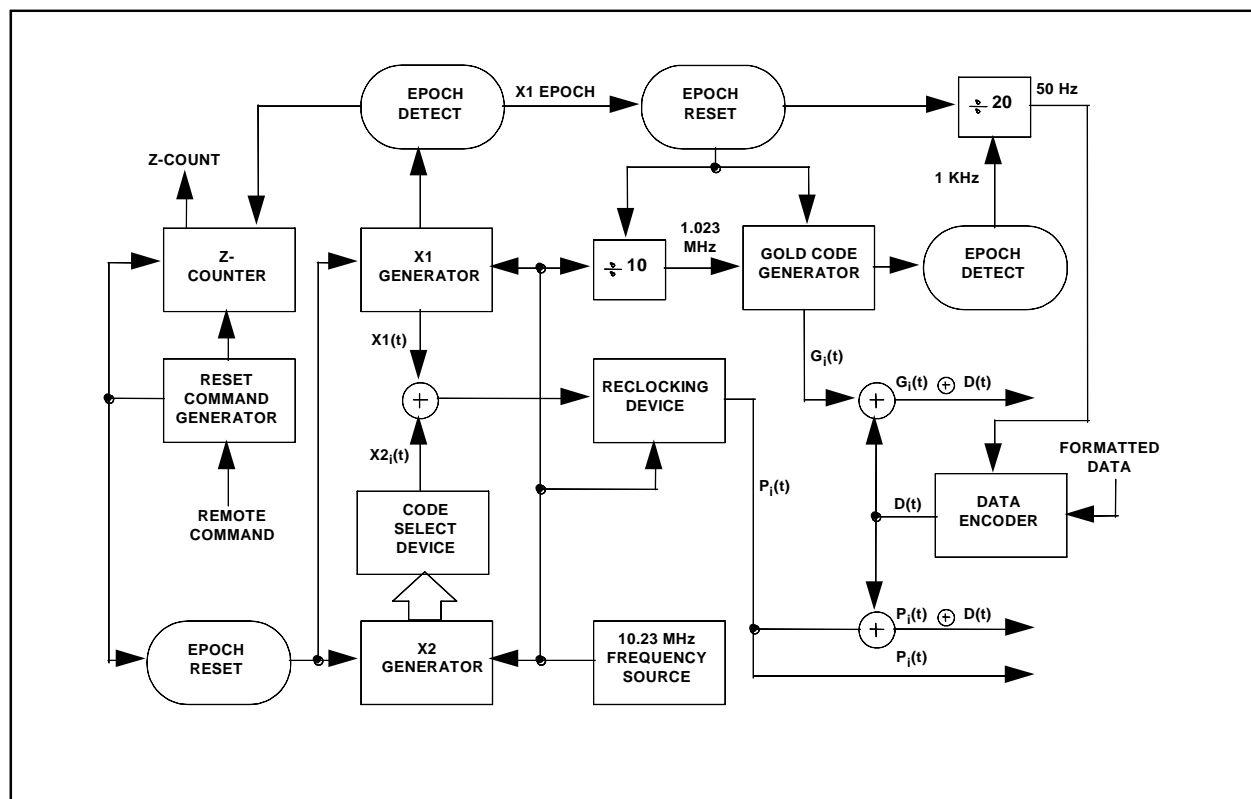 EPOCH
DETECT
X1 EPOCH
EPOCH
RESET
÷ 20
50 Hz
Z-COUNT
1 KHz
Z-
COUNTER
X1
GENERATOR
÷ 10
1.023
MHz
GOLD CODE
GENERATOR
EPOCH
DETECT
X1(t)
Gi(t)
RESET
COMMAND
GENERATOR
+
RECLOCKING
DEVICE
+
Gi(t) ⊕ D(t)
X2i(t)
FORMATTED
DATA
REMOTE
COMMAND
CODE
SELECT
DEVICE
Pi(t)
D(t)
DATA
ENCODER
EPOCH
RESET
X2
GENERATOR
10.23 MHz
FREQUENCY
SOURCE
+
Pi(t) ⊕ D(t)
Pi(t)